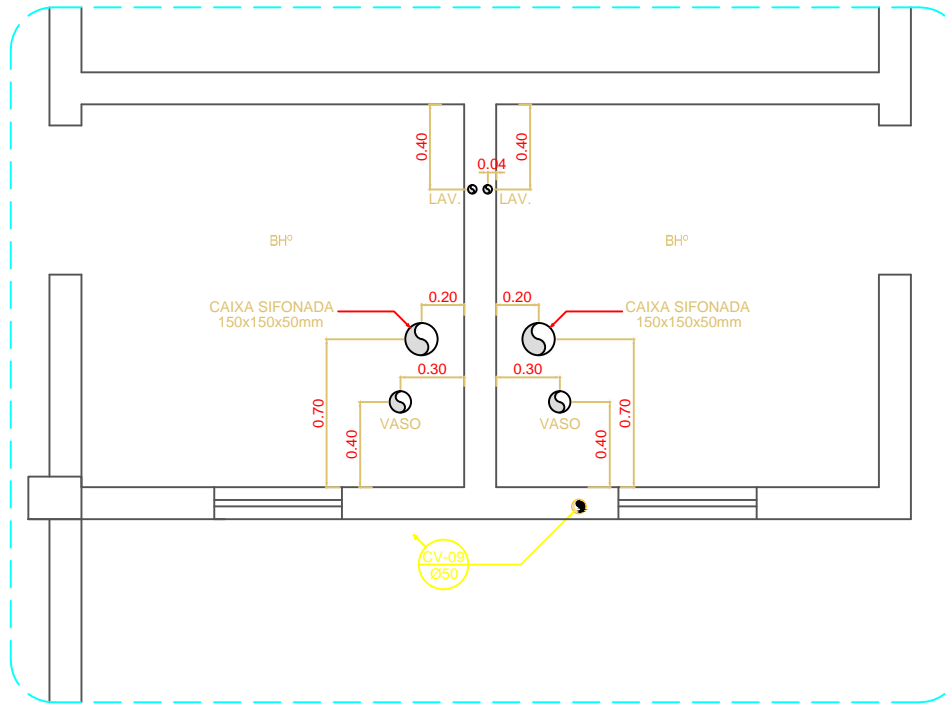 0.40
0.40
0.04
LAV.
LAV.
BHº
BHº
0.20
0.20
CAIXA SIFONADA
150x150x50mm
CAIXA SIFONADA
150x150x50mm
0.30
0.30
0.70
0.40
VASO
VASO
0.40
0.70
CV-09
Ø50